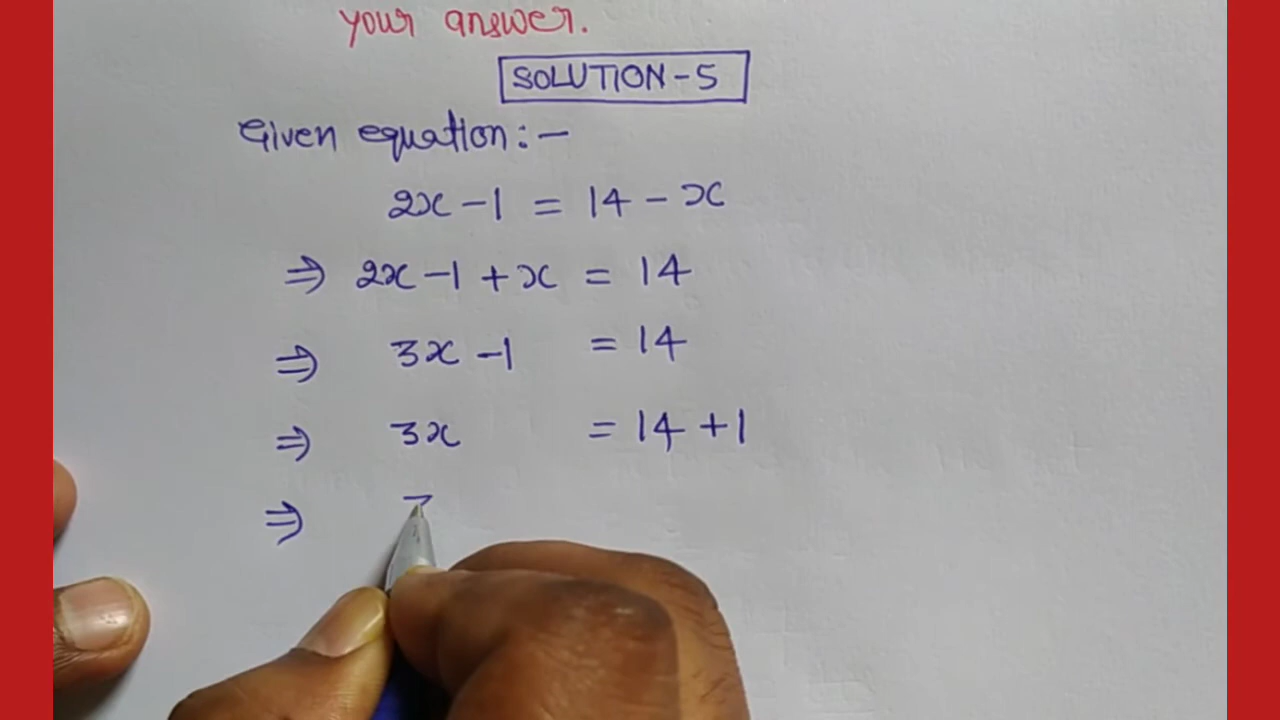 your answer.
SOLUTION-5
Given equation:-
2x-1 = 14-x
⇒ 2x-1+x = 14
⇒ 3x-1 = 14
⇒ 3x = 14+1
⇒